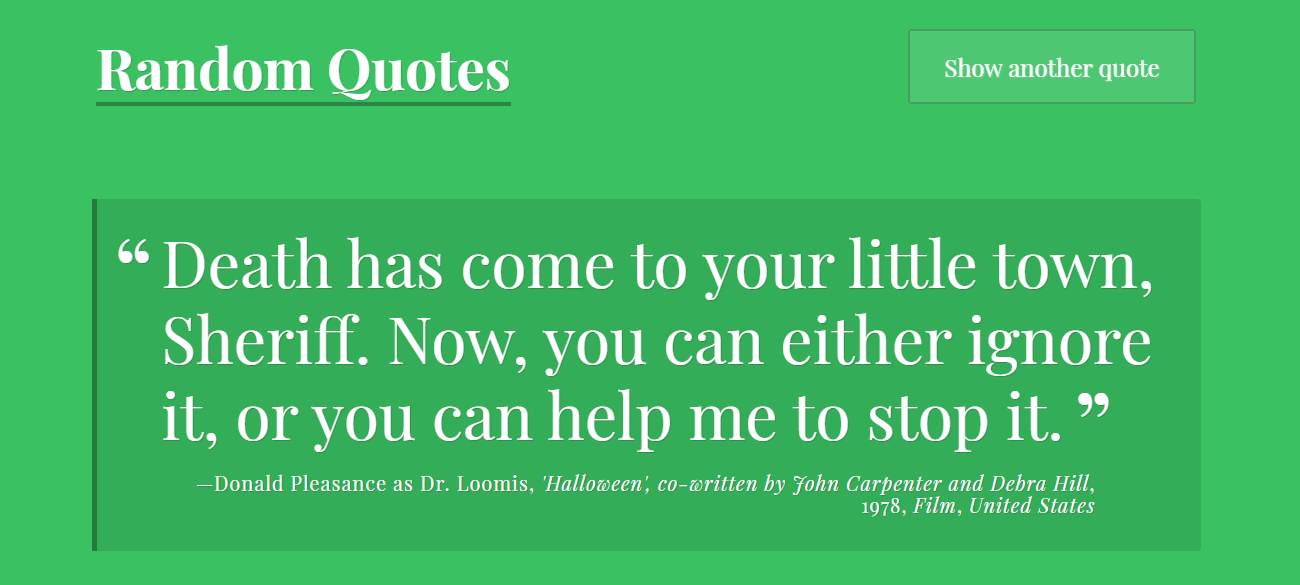 Random Quotes
Show another quote
“ Death has come to your little town,
Sheriff. Now, you can either ignore
it, or you can help me to stop it. ”
—Donald Pleasance as Dr. Loomis, 'Halloween', co-written by John Carpenter and Debra Hill,
1978, Film, United States